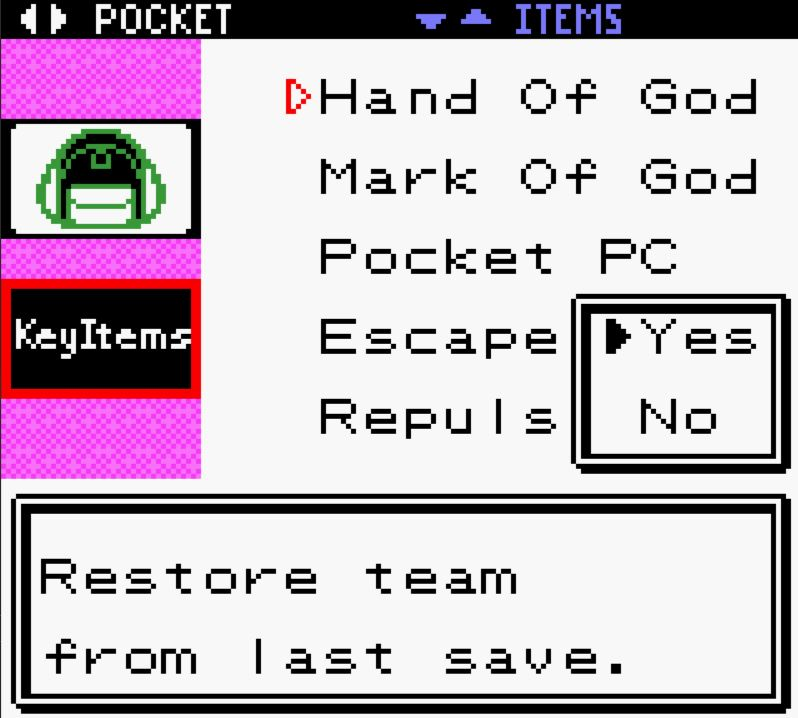 POCKET
ITEMS
Hand Of God
Mark Of God
Pocket PC
Escape
Repuls
KeyItems
Yes
No
Restore team
from last save.